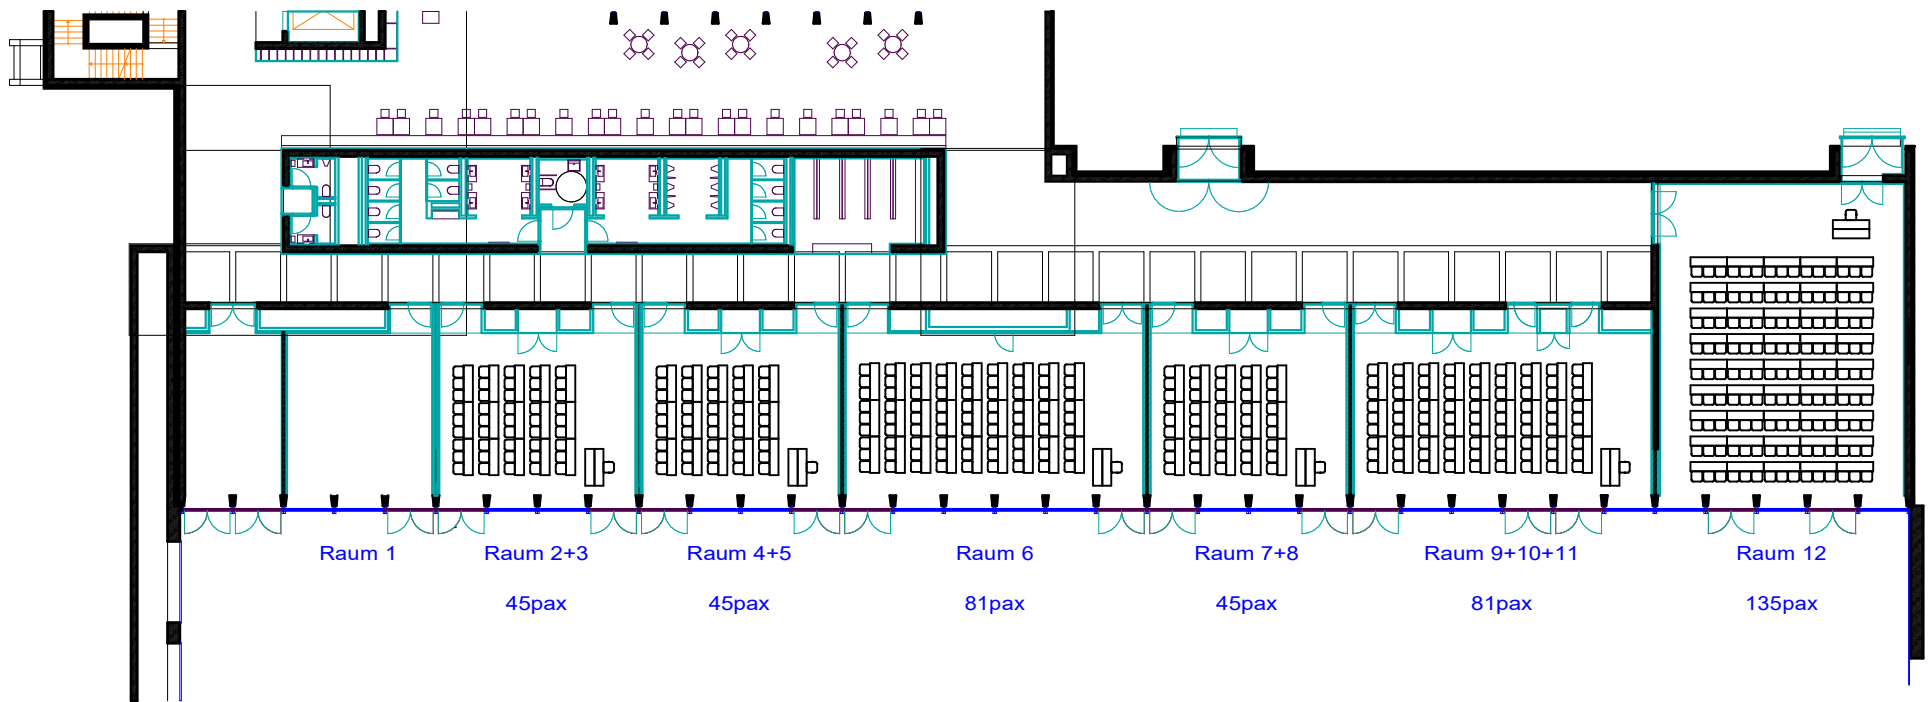 Raum 1
Raum 2+3
Raum 4+5
Raum 6
Raum 7+8
Raum 9+10+11
Raum 12
45pax
45pax
81pax
45pax
81pax
135pax